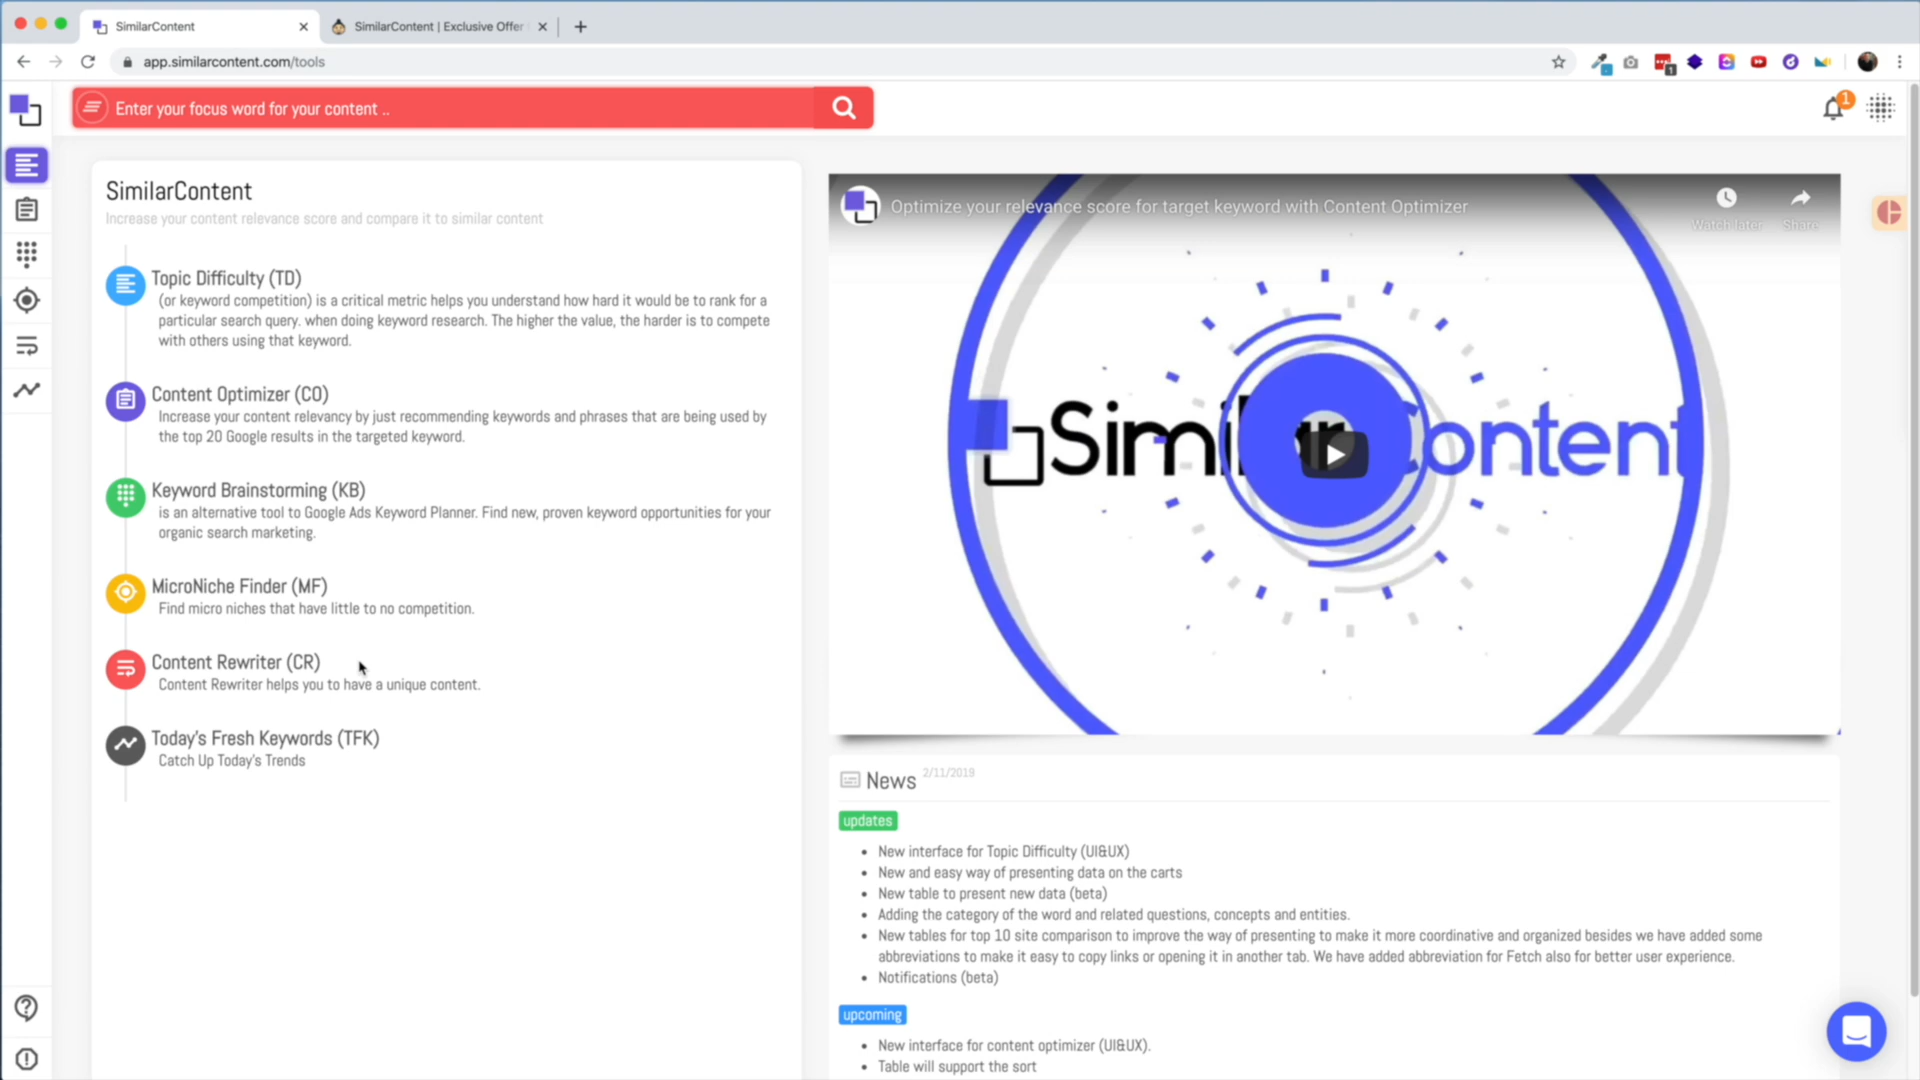 SimilarContent
SimilarContent | Exclusive Offer
app.similarcontent.com/tools
1
Enter your focus word for your content ..
1
SimilarContent
Increase your content relevance score and compare it to similar content
Topic Difficulty (TD)
(or keyword competition) is a critical metric helps you understand how hard it would be to rank for a
particular search query. when doing keyword research. The higher the value, the harder is to compete
with others using that keyword.
Content Optimizer (CO)
Increase your content relevancy by just recommending keywords and phrases that are being used by
the top 20 Google results in the targeted keyword.
Keyword Brainstorming (KB)
is an alternative tool to Google Ads Keyword Planner. Find new, proven keyword opportunities for your
organic search marketing.
MicroNiche Finder (MF)
Find micro niches that have little to no competition.
Content Rewriter (CR)
Content Rewriter helps you to have a unique content.
Today's Fresh Keywords (TFK)
Catch Up Today's Trends
Optimize your relevance score for target keyword with Content Optimizer
Watch later
Share
News 2/11/2019
updates
• New interface for Topic Difficulty (UI&UX)
• New and easy way of presenting data on the carts
• New table to present new data (beta)
• Adding the category of the word and related questions, concepts and entities.
• New tables for top 10 site comparison to improve the way of presenting to make it more coordinative and organized besides we have added some
abbreviations to make it easy to copy links or opening it in another tab. We have added abbreviation for Fetch also for better user experience.
• Notifications (beta)
upcoming
• New interface for content optimizer (UI&UX).
• Table will support the sort